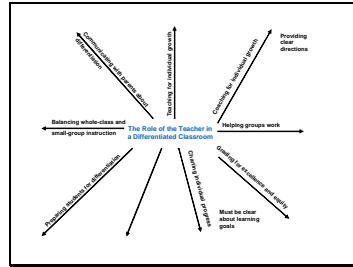 Communicating with parents about
differentiation
Teaching for individual growth
Coaching for individual growth
Providing
clear
directions
Balancing whole-class and
small-group instruction
The Role of the Teacher in
a Differentiated Classroom
Helping groups work
Preparing students for differentiation
Charting individual progress
Grading for excellence and equity
Must be clear
about learning
goals